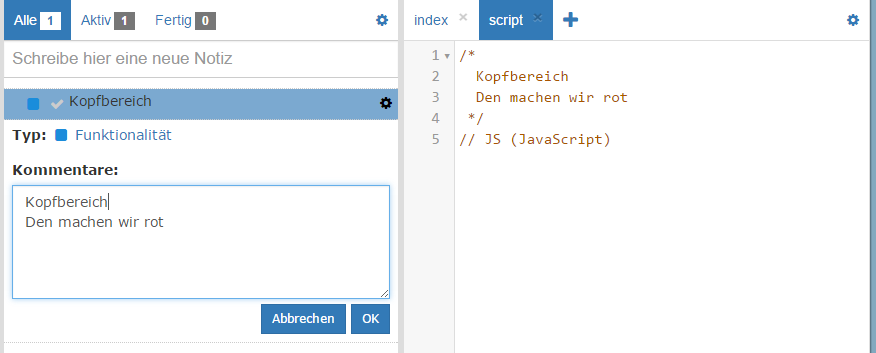 Alle 1 Aktiv 1 Fertig 0
Schreibe hier eine neue Notiz
Kopfbereich
Typ: Funktionalität
Kommentare:
Kopfbereich
Den machen wir rot
Abbrechen OK
index script
1 /*
2 Kopfbereich
3 Den machen wir rot
4 */
5 // JS (JavaScript)